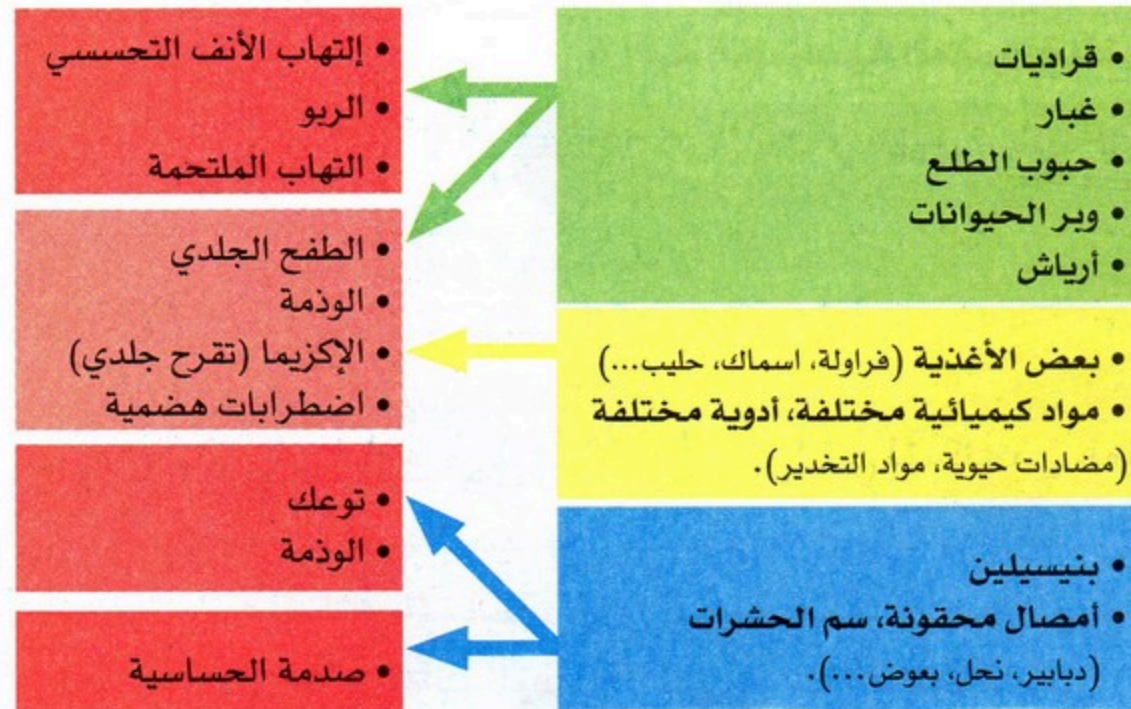 • قراديات
• غبار
• حبوب الطلع
• وبر الحيوانات
• أرياش
• بعض الأغذية (فراولة، اسماك، حليب...)
• مواد كيميائية مختلفة، أدوية مختلفة
(مضادات حيوية، مواد التخدير).
• بنيسيلين
• أمصال محقونة، سم الحشرات
(دبابير، نحل، بعوض...).
• إلتهاب الأنف التحسسي
• الربو
• التهاب الملتحمة
• الطفح الجلدي
• الوذمة
• الإكزيما (تقرح جلدي)
• اضطرابات هضمية
• توعك
• الوذمة
• صدمة الحساسية